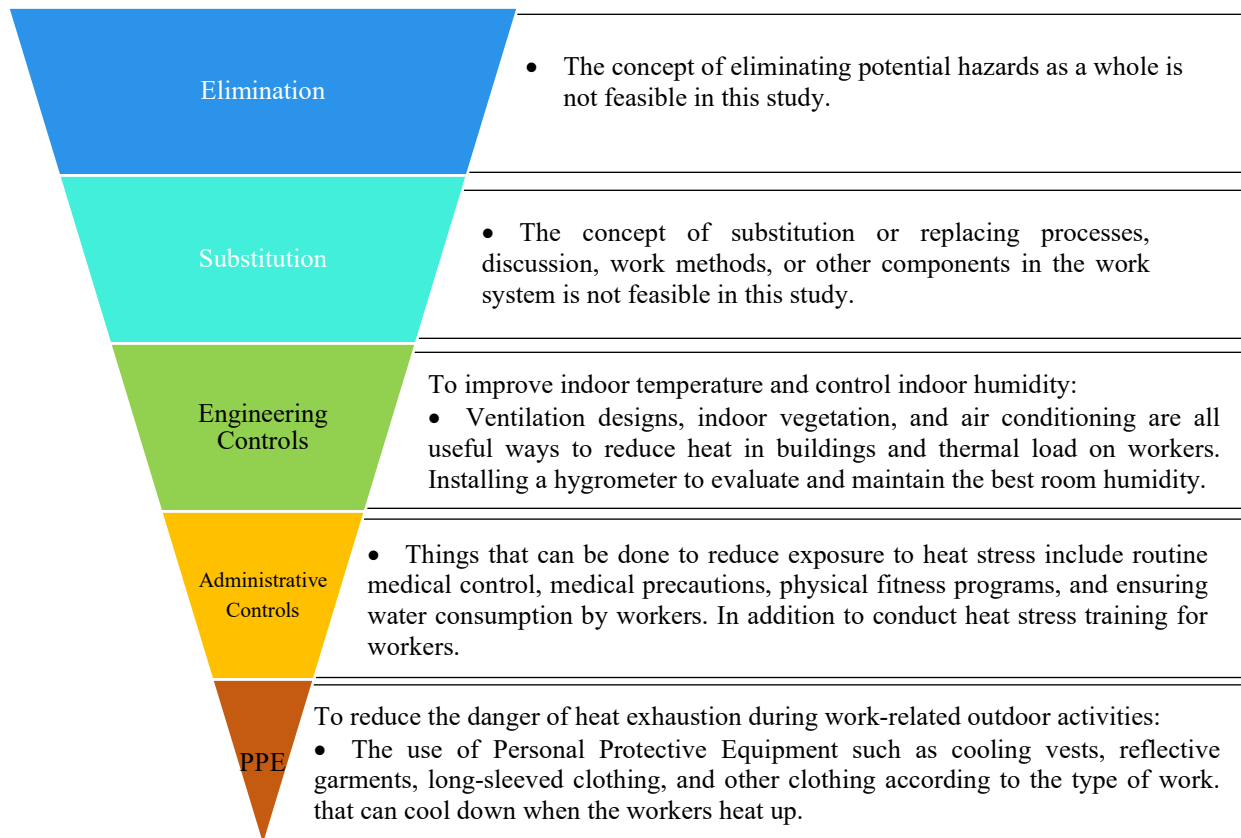 Elimination
• The concept of eliminating potential hazards as a whole is
not feasible in this study.
Substitution
• The concept of substitution or replacing processes,
discussion, work methods, or other components in the work
system is not feasible in this study.
Engineering
Controls
To improve indoor temperature and control indoor humidity:
• Ventilation designs, indoor vegetation, and air conditioning are all
useful ways to reduce heat in buildings and thermal load on workers.
Installing a hygrometer to evaluate and maintain the best room humidity.
Administrative
Controls
• Things that can be done to reduce exposure to heat stress include routine
medical control, medical precautions, physical fitness programs, and ensuring
water consumption by workers. In addition to conduct heat stress training for
workers.
PPE
To reduce the danger of heat exhaustion during work-related outdoor activities:
• The use of Personal Protective Equipment such as cooling vests, reflective
garments, long-sleeved clothing, and other clothing according to the type of work.
that can cool down when the workers heat up.